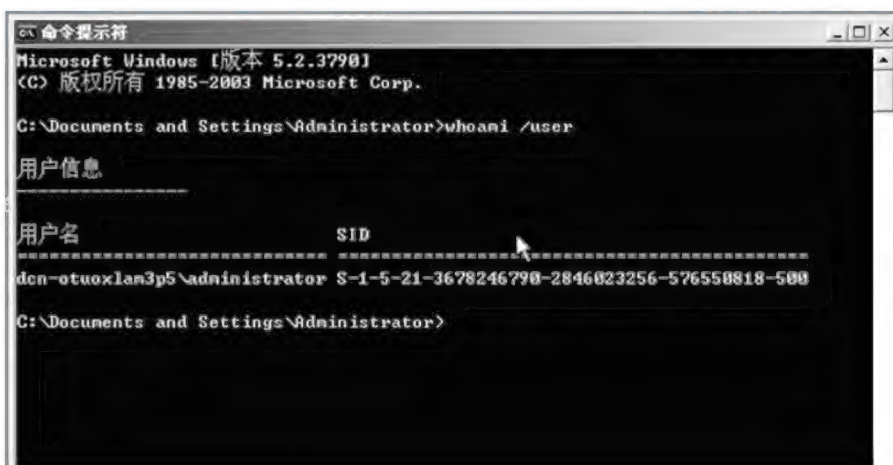 命令提示符
Microsoft Windows [版本 5.2.3790]
(C) 版权所有 1985-2003 Microsoft Corp.
C:\Documents and Settings\Administrator>whoami /user
用户信息
----------------
用户名 SID
============================ =============================================
dcn-otuoxlam3p5\administrator S-1-5-21-3678246790-2846023256-576550818-500
C:\Documents and Settings\Administrator>